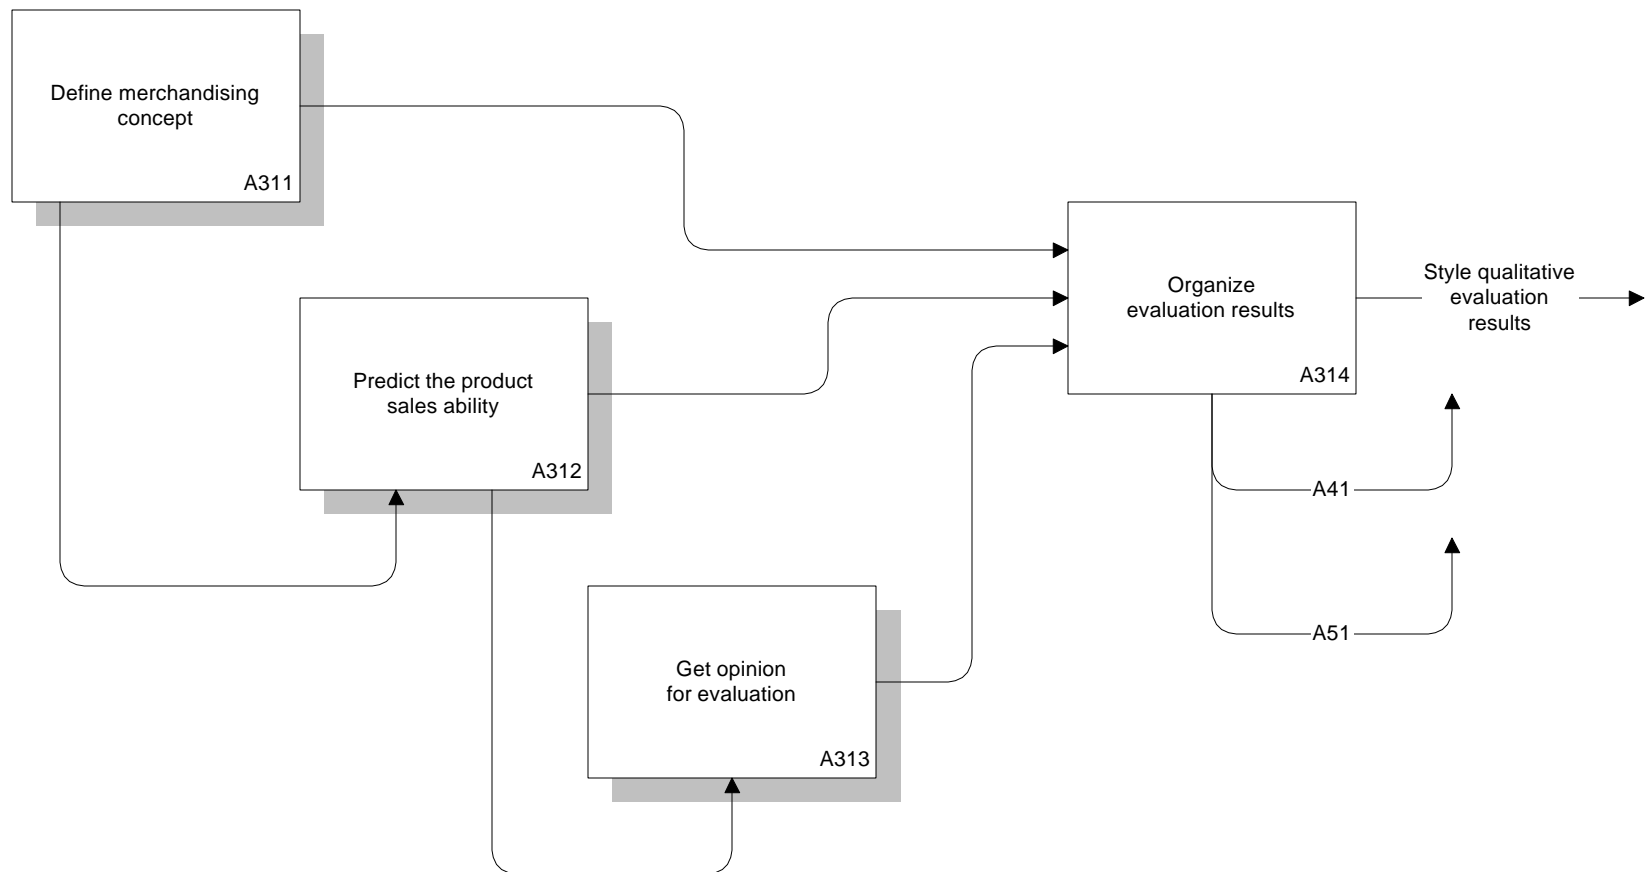 Define merchandising
concept
A311
Predict the product
sales ability
A312
Get opinion
for evaluation
A313
Organize
evaluation results
A314
Style qualitative
evaluation
results
A41
A51